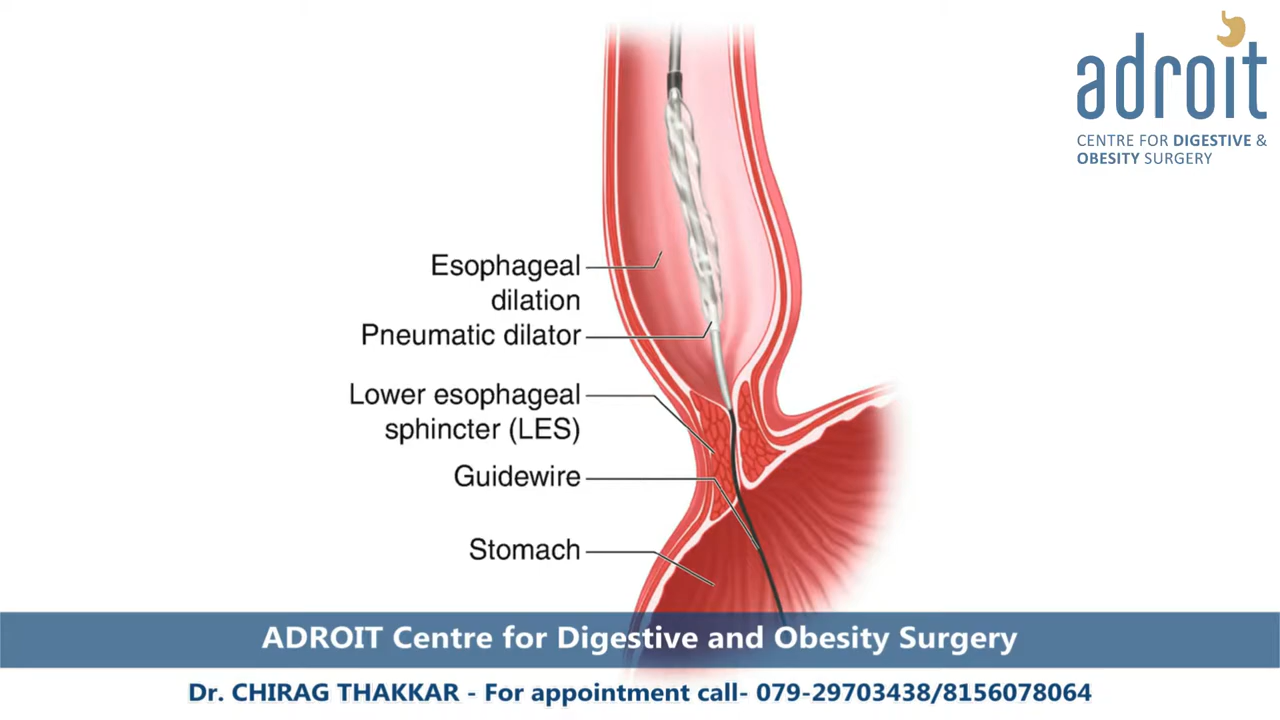 adroit
CENTRE FOR DIGESTIVE &
OBESITY SURGERY
Esophageal
dilation
Pneumatic dilator
Lower esophageal
sphincter (LES)
Guidewire
Stomach
ADROIT Centre for Digestive and Obesity Surgery
Dr. CHIRAG THAKKAR - For appointment call- 079-29703438/8156078064